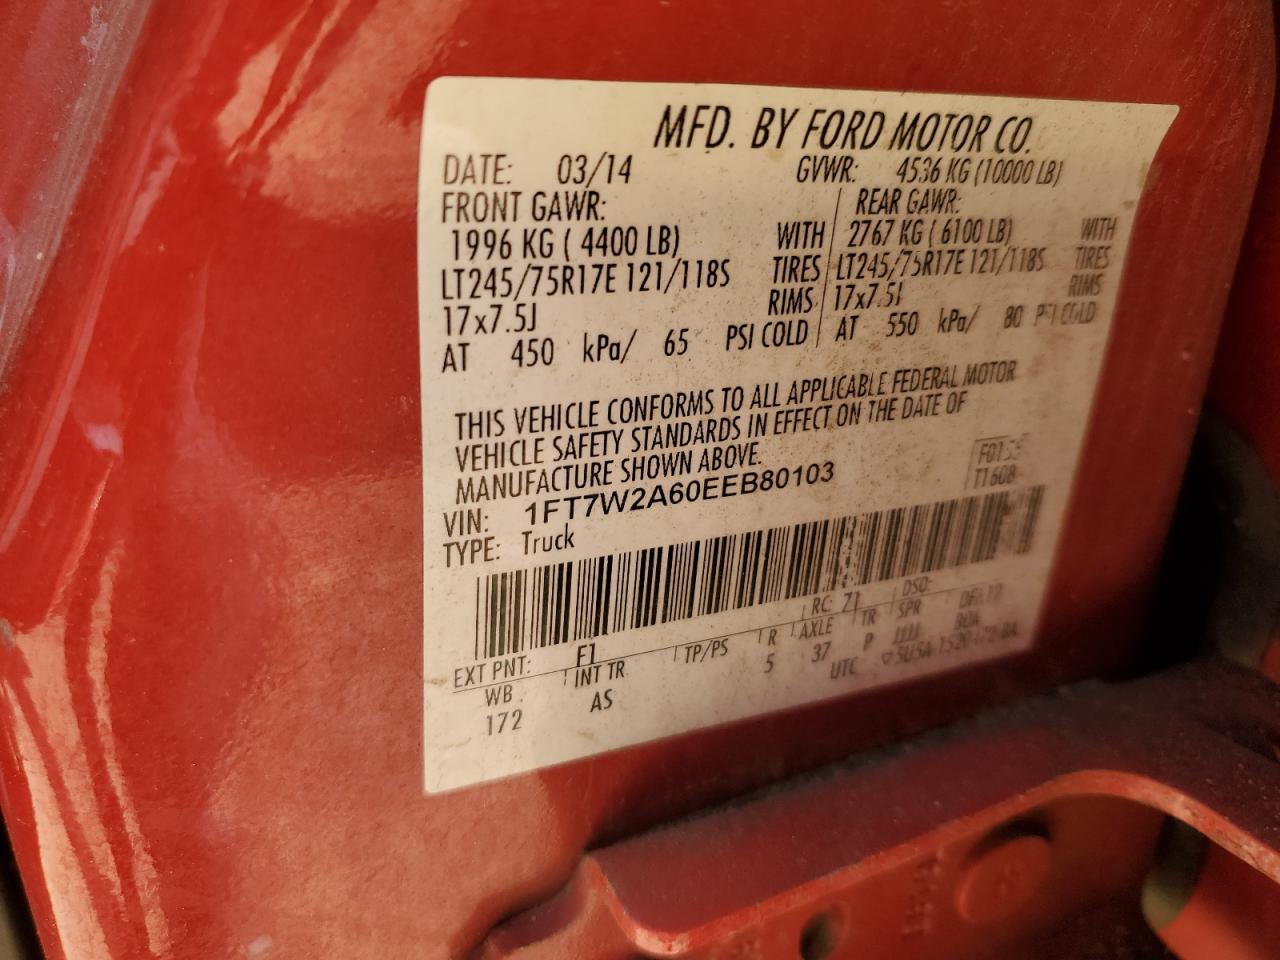 MFD. BY FORD MOTOR CO.
DATE: 03/14 GVWR: 4536 KG (10000 LB)
FRONT GAWR: REAR GAWR:
1996 KG ( 4400 LB) WITH 2767 KG ( 6100 LB) WITH
LT245/75R17E 121/118S TIRES LT245/75R17E 121/118S TIRES
17x7.5J RIMS 17x7.5J RIMS
AT 450 kPa/ 65 PSI COLD AT 550 kPa/ 80 PSI COLD
THIS VEHICLE CONFORMS TO ALL APPLICABLE FEDERAL MOTOR
VEHICLE SAFETY STANDARDS IN EFFECT ON THE DATE OF
MANUFACTURE SHOWN ABOVE.
VIN: 1FT7W2A60EEB80103
TYPE: Truck
T1608
EXT PNT: F1 RC: 71 DSO:
WB INT TR TP/PS R AXLE TR SPR
172 AS 5 37 P
UTC